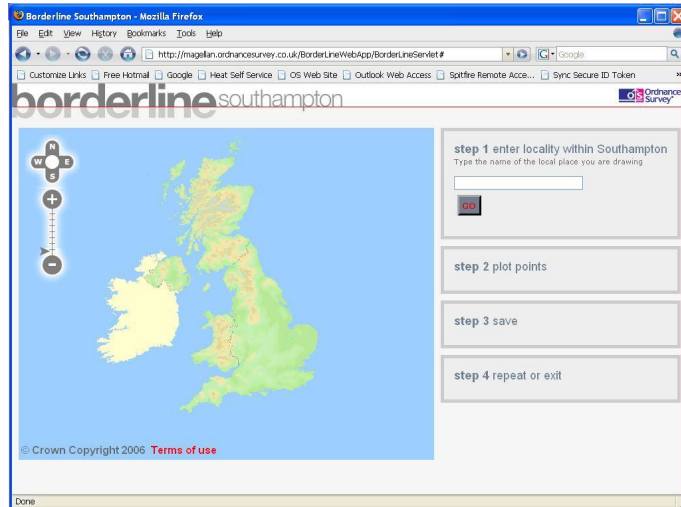 Borderline Southampton - Mozilla Firefox
File Edit View History Bookmarks Tools Help
http://magellan.ordnancesurvey.co.uk/BorderLineWebApp/BorderLineServlet# G Google
Customize Links Free Hotmail Google Heat Self Service OS Web Site Outlook Web Access Spitfire Remote Acce... Sync Secure ID Token »
borderline southampton
OS Ordnance Survey
N
W E
S
step 1 enter locality within Southampton
Type the name of the local place you are drawing
GO
step 2 plot points
step 3 save
step 4 repeat or exit
© Crown Copyright 2006 Terms of use
Done